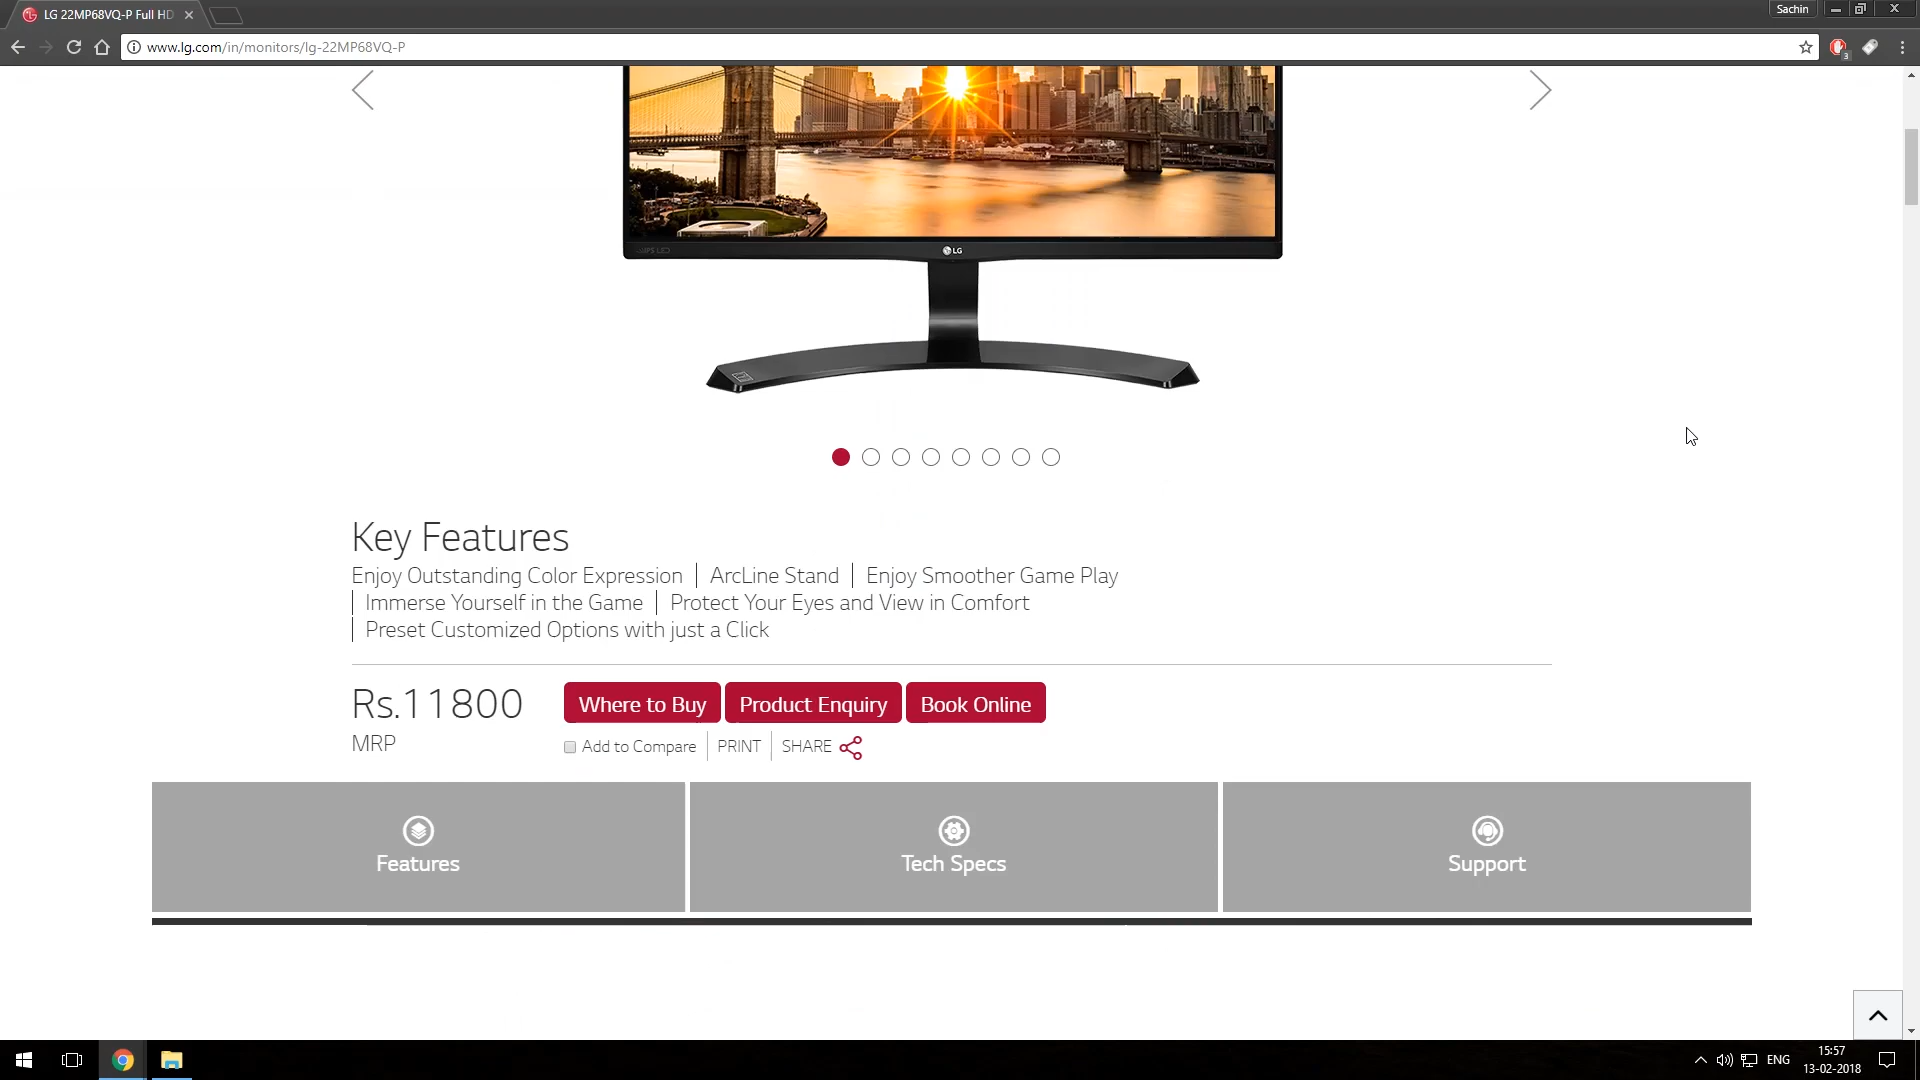 LG 22MP68VQ-P Full HD
Sachin
www.lg.com/in/monitors/lg-22MP68VQ-P
3
LG
Key Features
Enjoy Outstanding Color Expression | ArcLine Stand | Enjoy Smoother Game Play
| Immerse Yourself in the Game | Protect Your Eyes and View in Comfort
| Preset Customized Options with just a Click
Rs.11800
MRP
Where to Buy
Product Enquiry
Book Online
Add to Compare
PRINT
SHARE
Features
Tech Specs
Support
ENG
15:57
13-02-2018